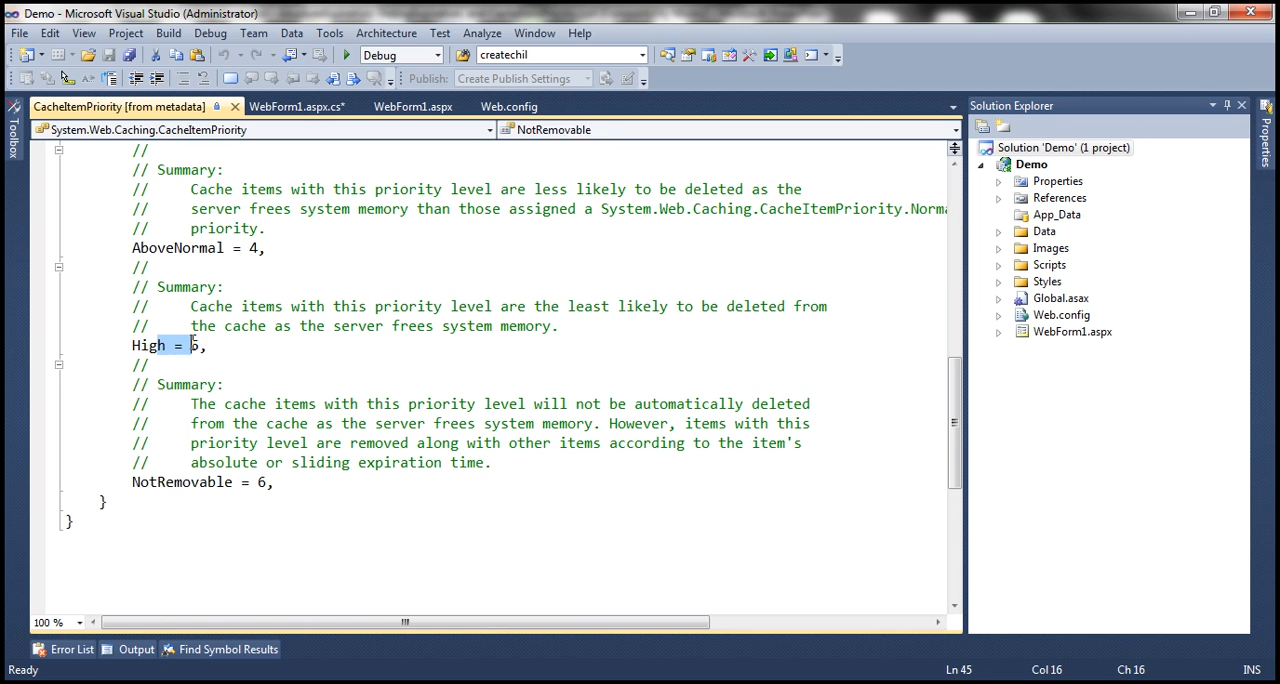 Demo - Microsoft Visual Studio (Administrator)
File Edit View Project Build Debug Team Data Tools Architecture Test Analyze Window Help
Debug createchil
Publish: Create Publish Settings
CacheItemPriority [from metadata] WebForm1.aspx.cs* WebForm1.aspx Web.config
System.Web.Caching.CacheItemPriority NotRemovable
//
// Summary:
// Cache items with this priority level are less likely to be deleted as the
// server frees system memory than those assigned a System.Web.Caching.CacheItemPriority.Norma
// priority.
AboveNormal = 4,
//
// Summary:
// Cache items with this priority level are the least likely to be deleted from
// the cache as the server frees system memory.
High = 5,
//
// Summary:
// The cache items with this priority level will not be automatically deleted
// from the cache as the server frees system memory. However, items with this
// priority level are removed along with other items according to the item's
// absolute or sliding expiration time.
NotRemovable = 6,
}
}
100 %
Toolbox
Solution Explorer
Solution 'Demo' (1 project)
Demo
Properties
References
App_Data
Data
Images
Scripts
Styles
Global.asax
Web.config
WebForm1.aspx
Properties
Error List Output Find Symbol Results
Ready Ln 45 Col 16 Ch 16 INS